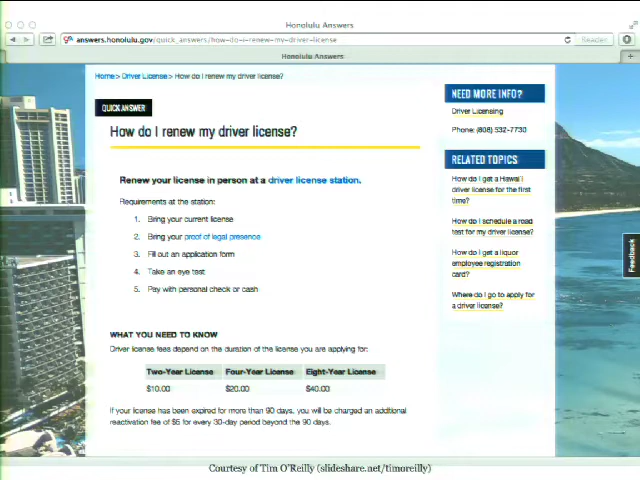 Honolulu Answers
answers.honolulu.gov/quick_answers/how-do-i-renew-my-driver-license
Reader
Honolulu Answers
Home > Driver License > How do I renew my driver license?
QUICK ANSWER
How do I renew my driver license?
Renew your license in person at a driver license station.
Requirements at the station:
1. Bring your current license
2. Bring your proof of legal presence
3. Fill out an application form
4. Take an eye test
5. Pay with personal check or cash
WHAT YOU NEED TO KNOW
Driver license fees depend on the duration of the license you are applying for:
Two-Year License Four-Year License Eight-Year License
$10.00 $20.00 $40.00
If your license has been expired for more than 90 days, you will be charged an additional
reactivation fee of $5 for every 30-day period beyond the 90 days.
NEED MORE INFO?
Driver Licensing
Phone: (808) 532-7730
RELATED TOPICS
How do I get a Hawai'i
driver license for the first
time?
How do I schedule a road
test for my driver license?
How do I get a liquor
employee registration
card?
Where do I go to apply for
a driver license?
Feedback
Courtesy of Tim O'Reilly (slideshare.net/timoreilly)